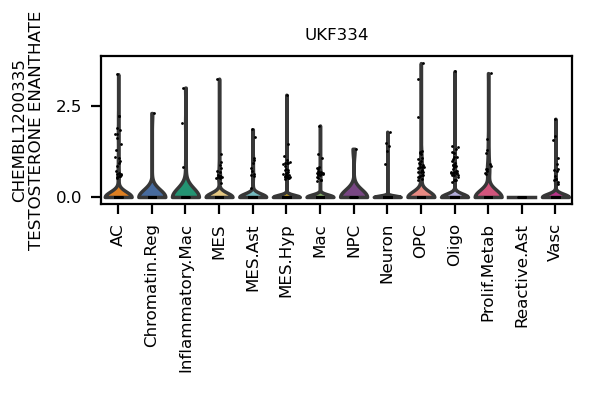 UKF334
CHEMBL1200335
TESTOSTERONE ENANTHATE
2.5
0.0
AC
Chromatin.Reg
Inflammatory.Mac
MES
MES.Ast
MES.Hyp
Mac
NPC
Neuron
OPC
Oligo
Prolif.Metab
Reactive.Ast
Vasc